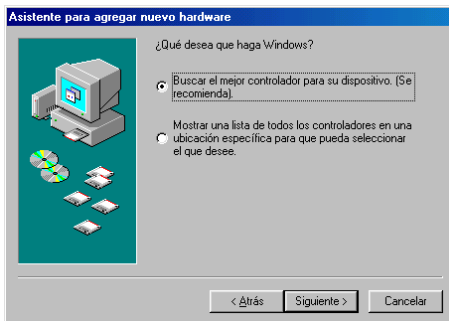 Asistente para agregar nuevo hardware
¿Qué desea que haga Windows?
Buscar el mejor controlador para su dispositivo. (Se
recomienda).
Mostrar una lista de todos los controladores en una
ubicación específica para que pueda seleccionar
el que desee.
< Atrás Siguiente > Cancelar